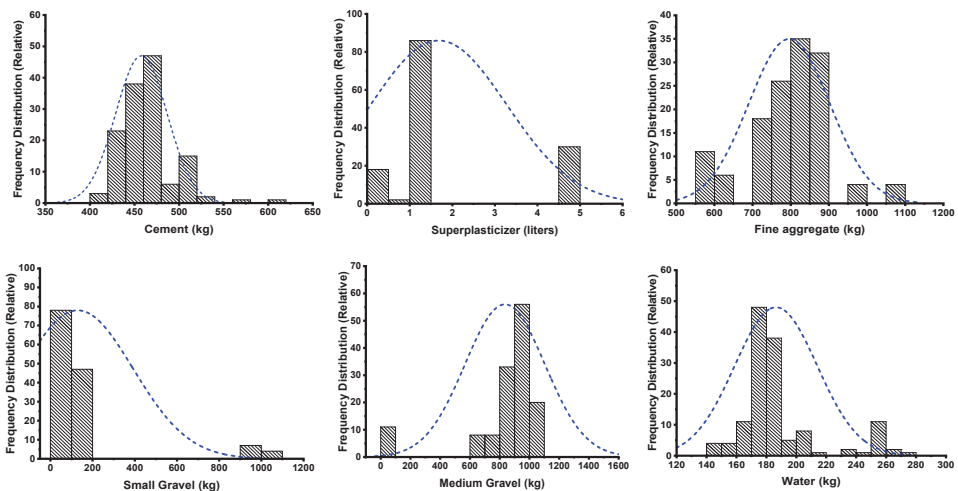 Frequency Distribution (Relative)
60
50
40
30
20
10
0
350 400 450 500 550 600 650
Cement (kg)
Frequency Distribution (Relative)
100
80
60
40
20
0
0 1 2 3 4 5 6
Superplasticizer (liters)
Frequency Distribution (Relative)
40
35
30
25
20
15
10
5
0
500 600 700 800 900 1000 1100 1200
Fine aggregate (kg)
Frequency Distribution (Relative)
100
90
80
70
60
50
40
30
20
10
0
0 200 400 600 800 1000 1200
Small Gravel (kg)
Frequency Distribution (Relative)
70
60
50
40
30
20
10
0
0 200 400 600 800 1000 1200 1400 1600
Medium Gravel (kg)
Frequency Distribution (Relative)
60
50
40
30
20
10
0
120 140 160 180 200 220 240 260 280 300
Water (kg)